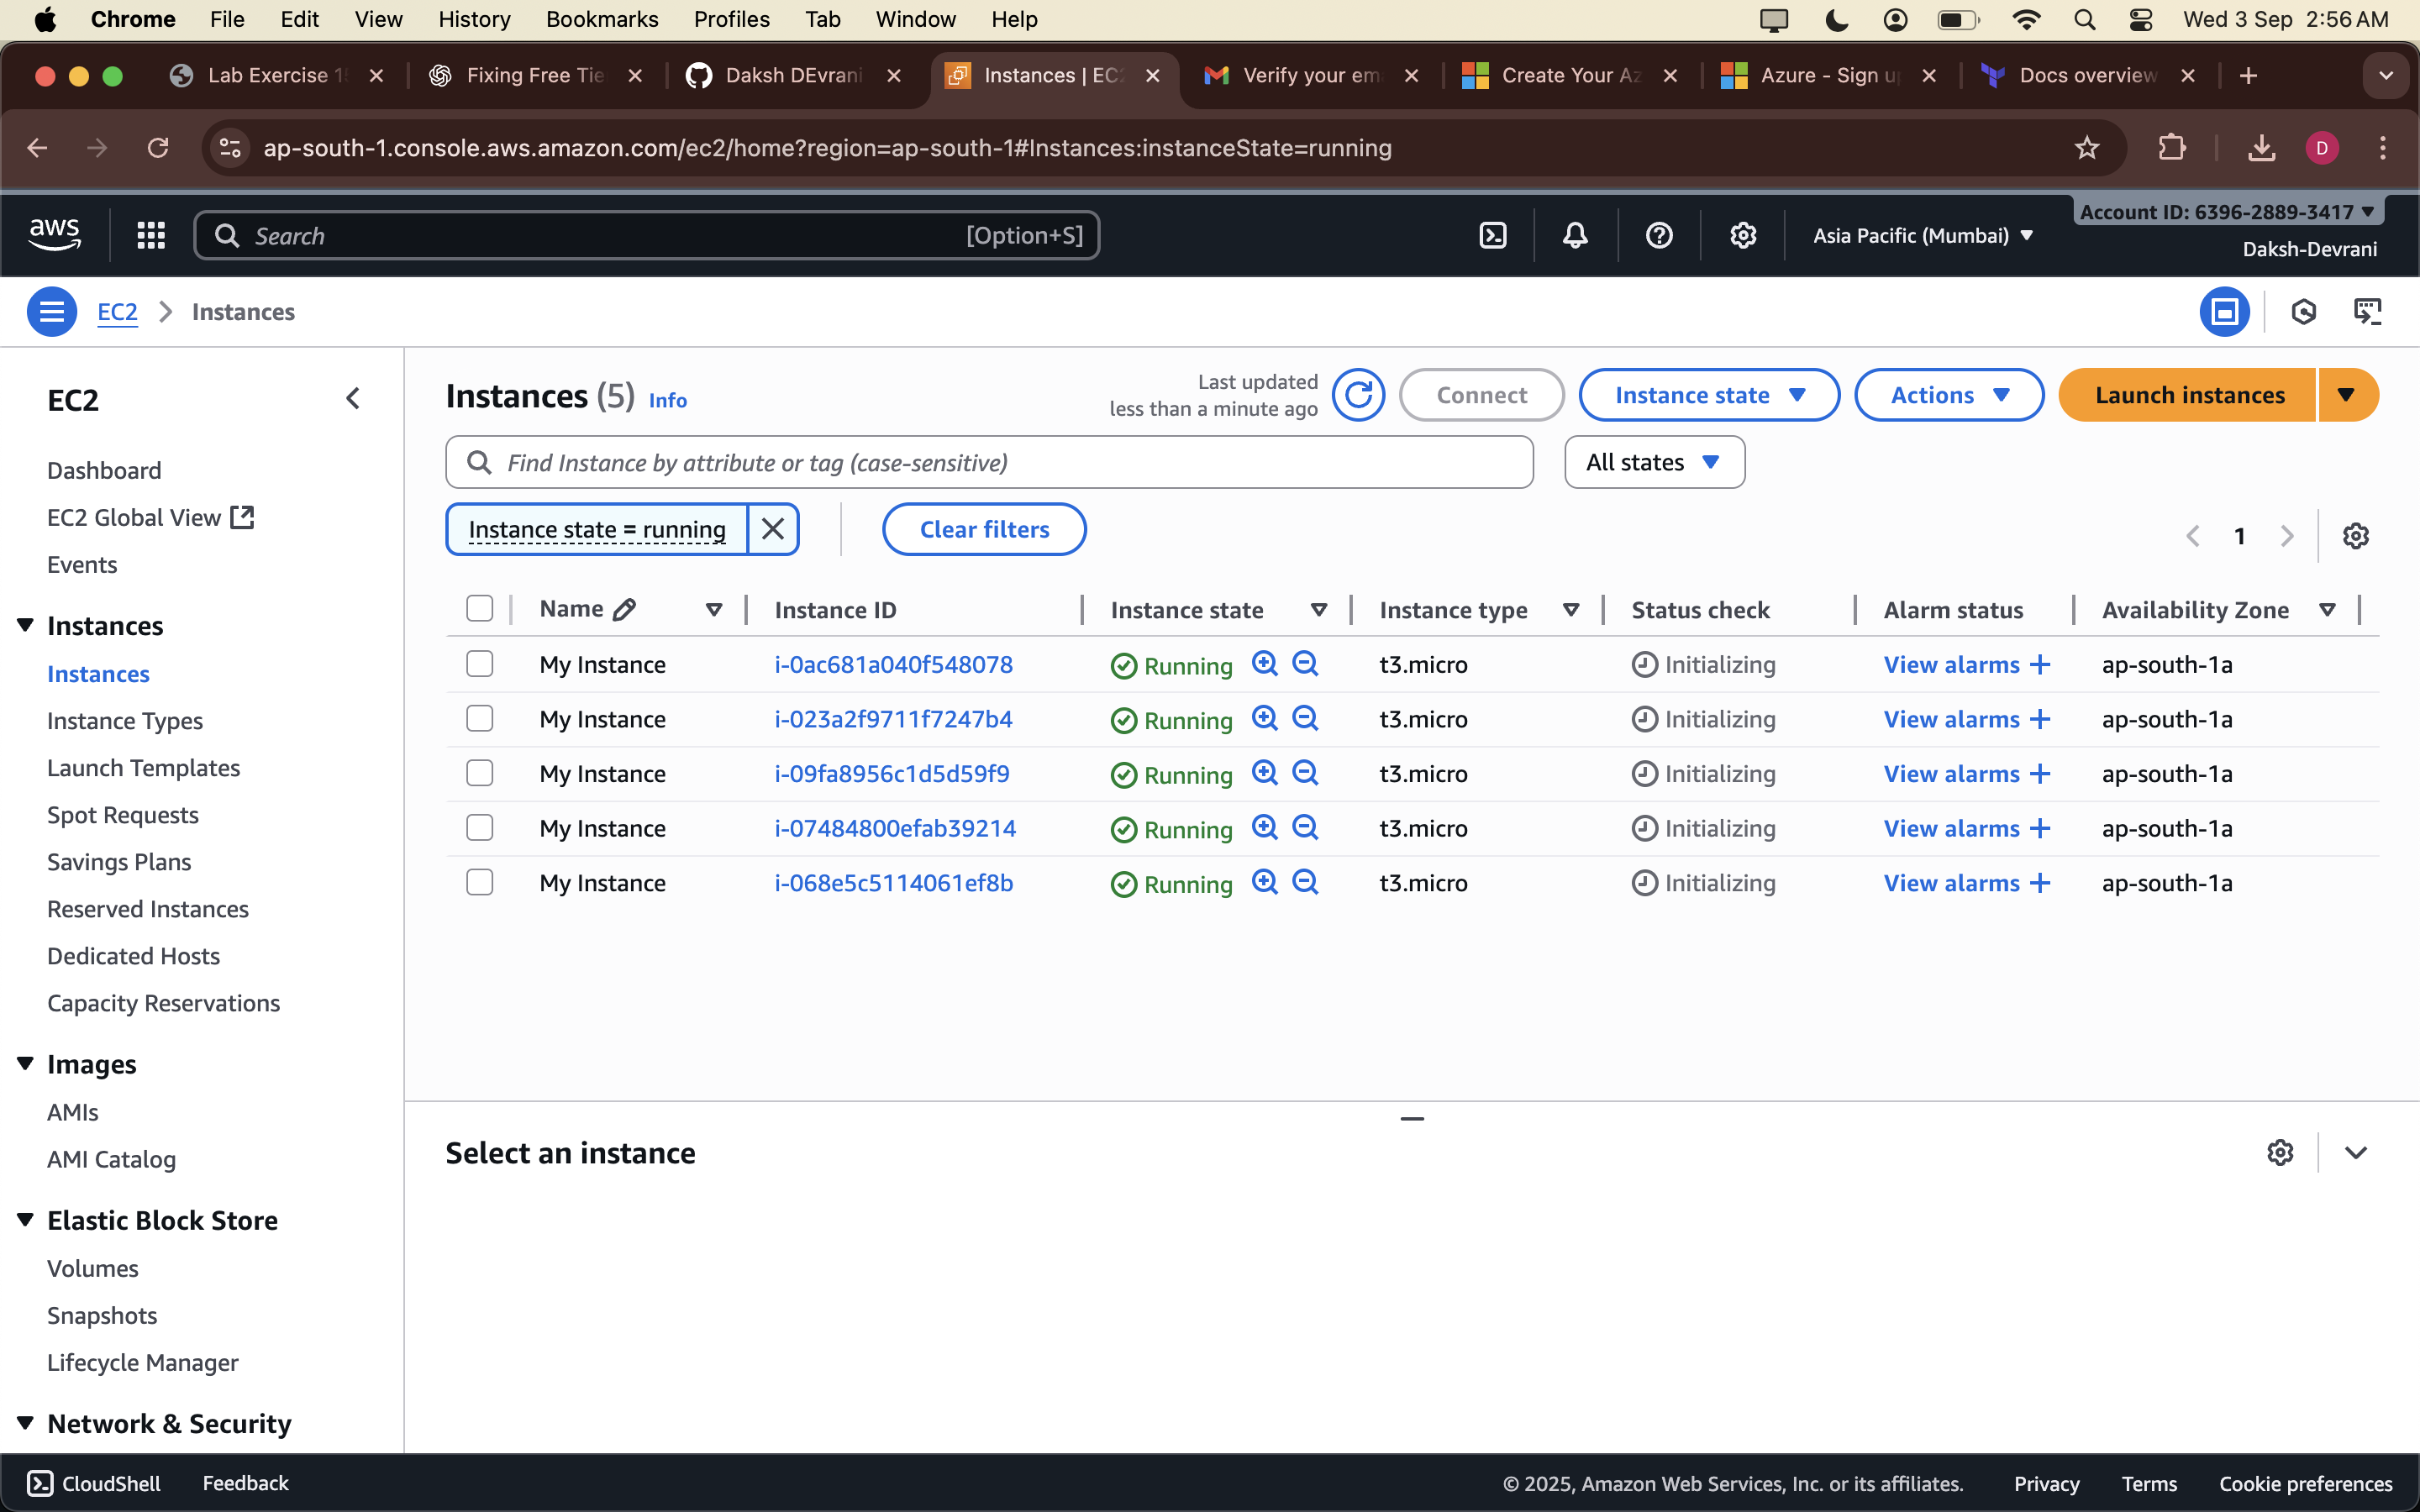 Chrome File Edit View History Bookmarks Profiles Tab Window Help Wed 3 Sep 2:56 AM
Lab Exercise 1 Fixing Free Tie Daksh DEvrani Instances | EC2 Verify your em Create Your Az Azure - Sign u Docs overview
ap-south-1.console.aws.amazon.com/ec2/home?region=ap-south-1#Instances:instanceState=running D
aws Search [Option+S] Asia Pacific (Mumbai) Account ID: 6396-2889-3417
Daksh-Devrani
EC2 Instances
EC2
Dashboard
EC2 Global View
Events
Instances
Instances
Instance Types
Launch Templates
Spot Requests
Savings Plans
Reserved Instances
Dedicated Hosts
Capacity Reservations
Images
AMIs
AMI Catalog
Elastic Block Store
Volumes
Snapshots
Lifecycle Manager
Network & Security
Instances (5) Info
Last updated
less than a minute ago
Connect Instance state Actions Launch instances
Find Instance by attribute or tag (case-sensitive) All states
Instance state = running Clear filters 1
Name Instance ID Instance state Instance type Status check Alarm status Availability Zone
My Instance i-0ac681a040f548078 Running t3.micro Initializing View alarms + ap-south-1a
My Instance i-023a2f9711f7247b4 Running t3.micro Initializing View alarms + ap-south-1a
My Instance i-09fa8956c1d5d59f9 Running t3.micro Initializing View alarms + ap-south-1a
My Instance i-07484800efab39214 Running t3.micro Initializing View alarms + ap-south-1a
My Instance i-068e5c5114061ef8b Running t3.micro Initializing View alarms + ap-south-1a
Select an instance
CloudShell Feedback © 2025, Amazon Web Services, Inc. or its affiliates. Privacy Terms Cookie preferences